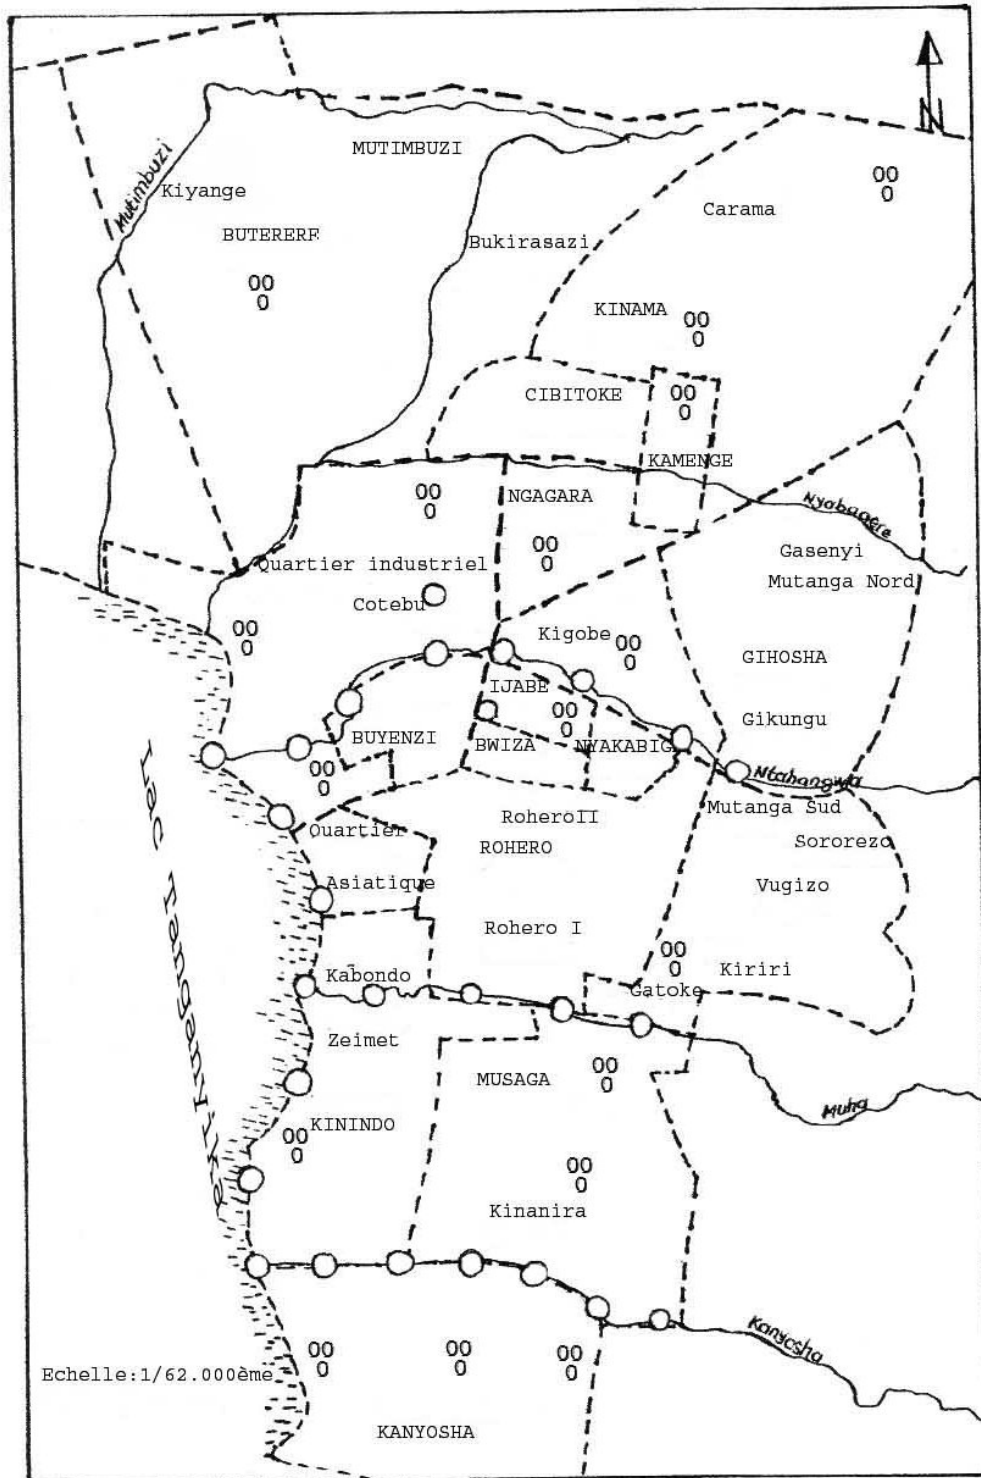 N
MUTIMBUZI
Mutimbuzi
Kiyange
Carama
BUTERERE
Bukirasazi
KINAMA
CIBITOKE
KAMENGE
NGAGARA
Nyabagere
Gasenyi
Quartier industriel
Mutanga Nord
Cotebu
Kigobe
GIHOSHA
IJABE
Gikungu
BUYENZI
BWIZA
NYAKABIGA
Ntahangwa
Mutanga Sud
RoheroII
Quartier
Sororezo
ROHERO
Asiatique
Vugizo
Rohero I
Kabondo
Kiriri
Gatoke
Zeimet
MUSAGA
Muha
KININDO
Lac Tanganyika
Kinanira
Kanyosha
Echelle:1/62.000ème
KANYOSHA